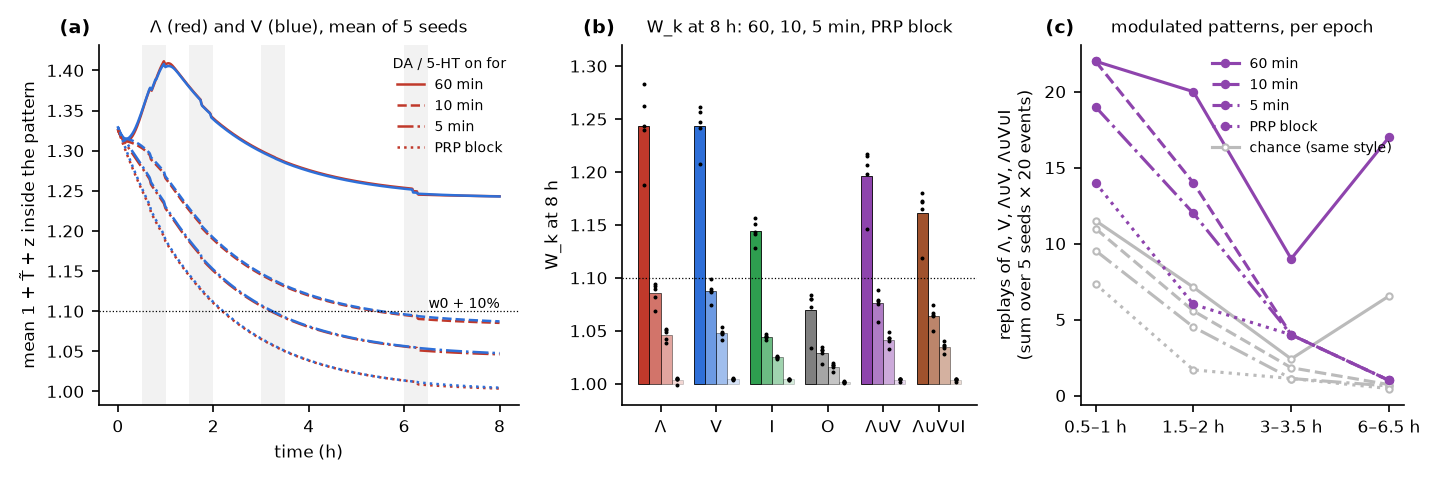 (a)
Λ (red) and V (blue), mean of 5 seeds
mean 1 + T̃ + z inside the pattern
1.40
1.35
1.30
1.25
1.20
1.15
1.10
1.05
1.00
DA / 5-HT on for
60 min
10 min
5 min
PRP block
w0 + 10%
0
2
4
6
8
time (h)
(b)
W_k at 8 h: 60, 10, 5 min, PRP block
W_k at 8 h
1.30
1.25
1.20
1.15
1.10
1.05
1.00
Λ
V
I
O
Λ∪V
Λ∪V∪I
(c)
modulated patterns, per epoch
replays of Λ, V, Λ∪V, Λ∪V∪I
(sum over 5 seeds × 20 events)
20
15
10
5
0
60 min
10 min
5 min
PRP block
chance (same style)
0.5–1 h
1.5–2 h
3–3.5 h
6–6.5 h